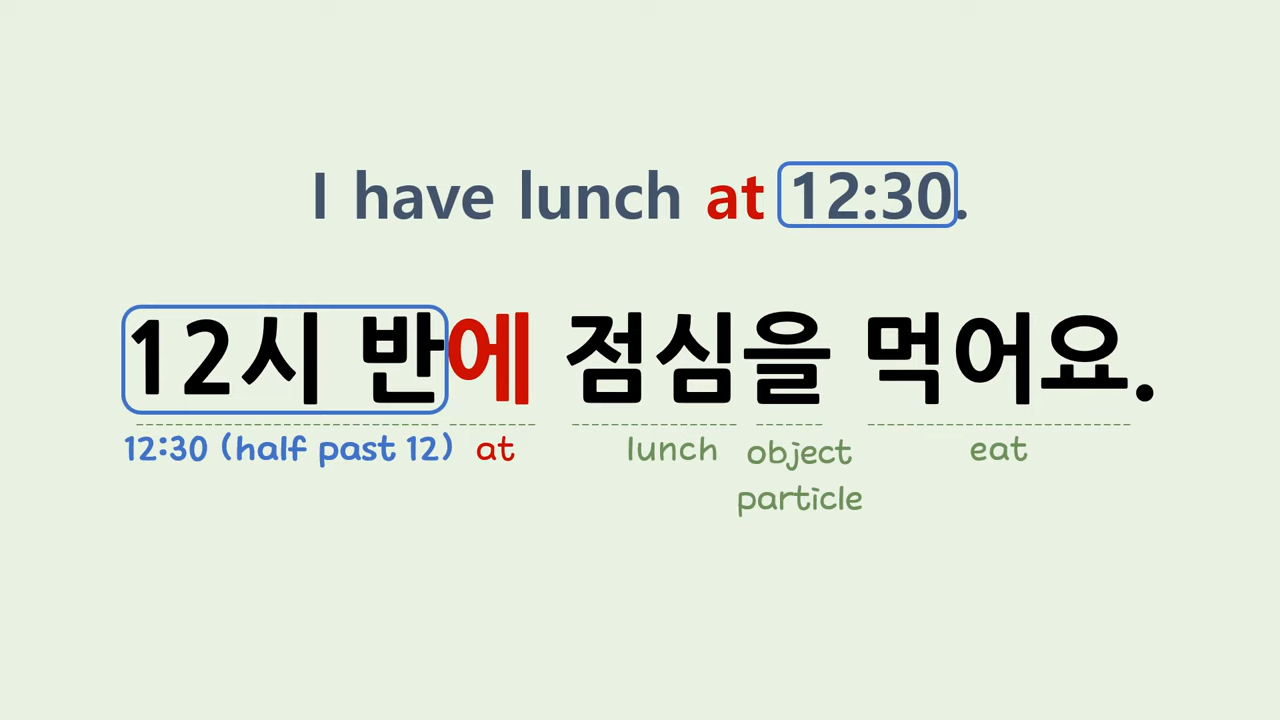 I have lunch at 12:30.
12시 반에 점심을 먹어요.
12:30 (half past 12) at lunch object eat
particle